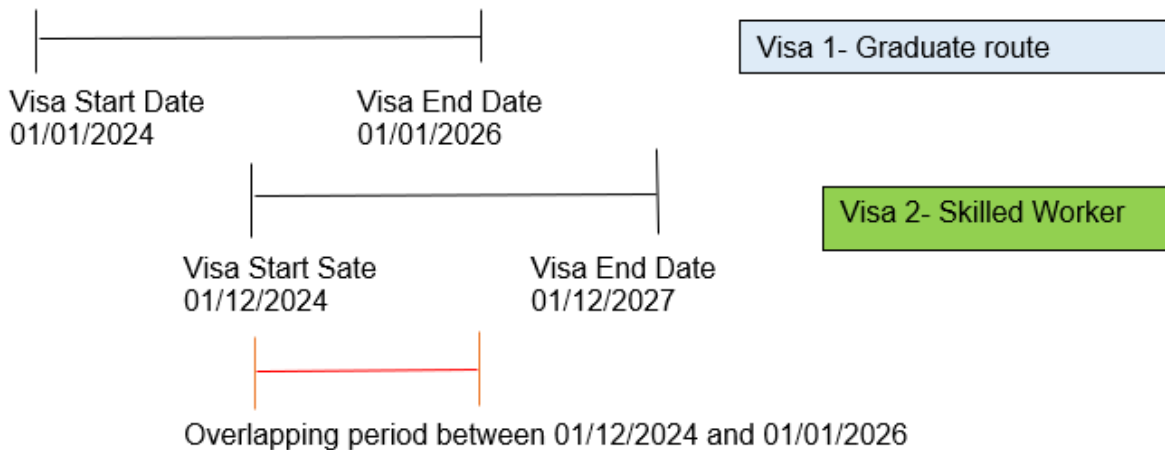 Visa 1- Graduate route
Visa Start Date
01/01/2024
Visa End Date
01/01/2026
Visa 2- Skilled Worker
Visa Start Sate
01/12/2024
Visa End Date
01/12/2027
Overlapping period between 01/12/2024 and 01/01/2026